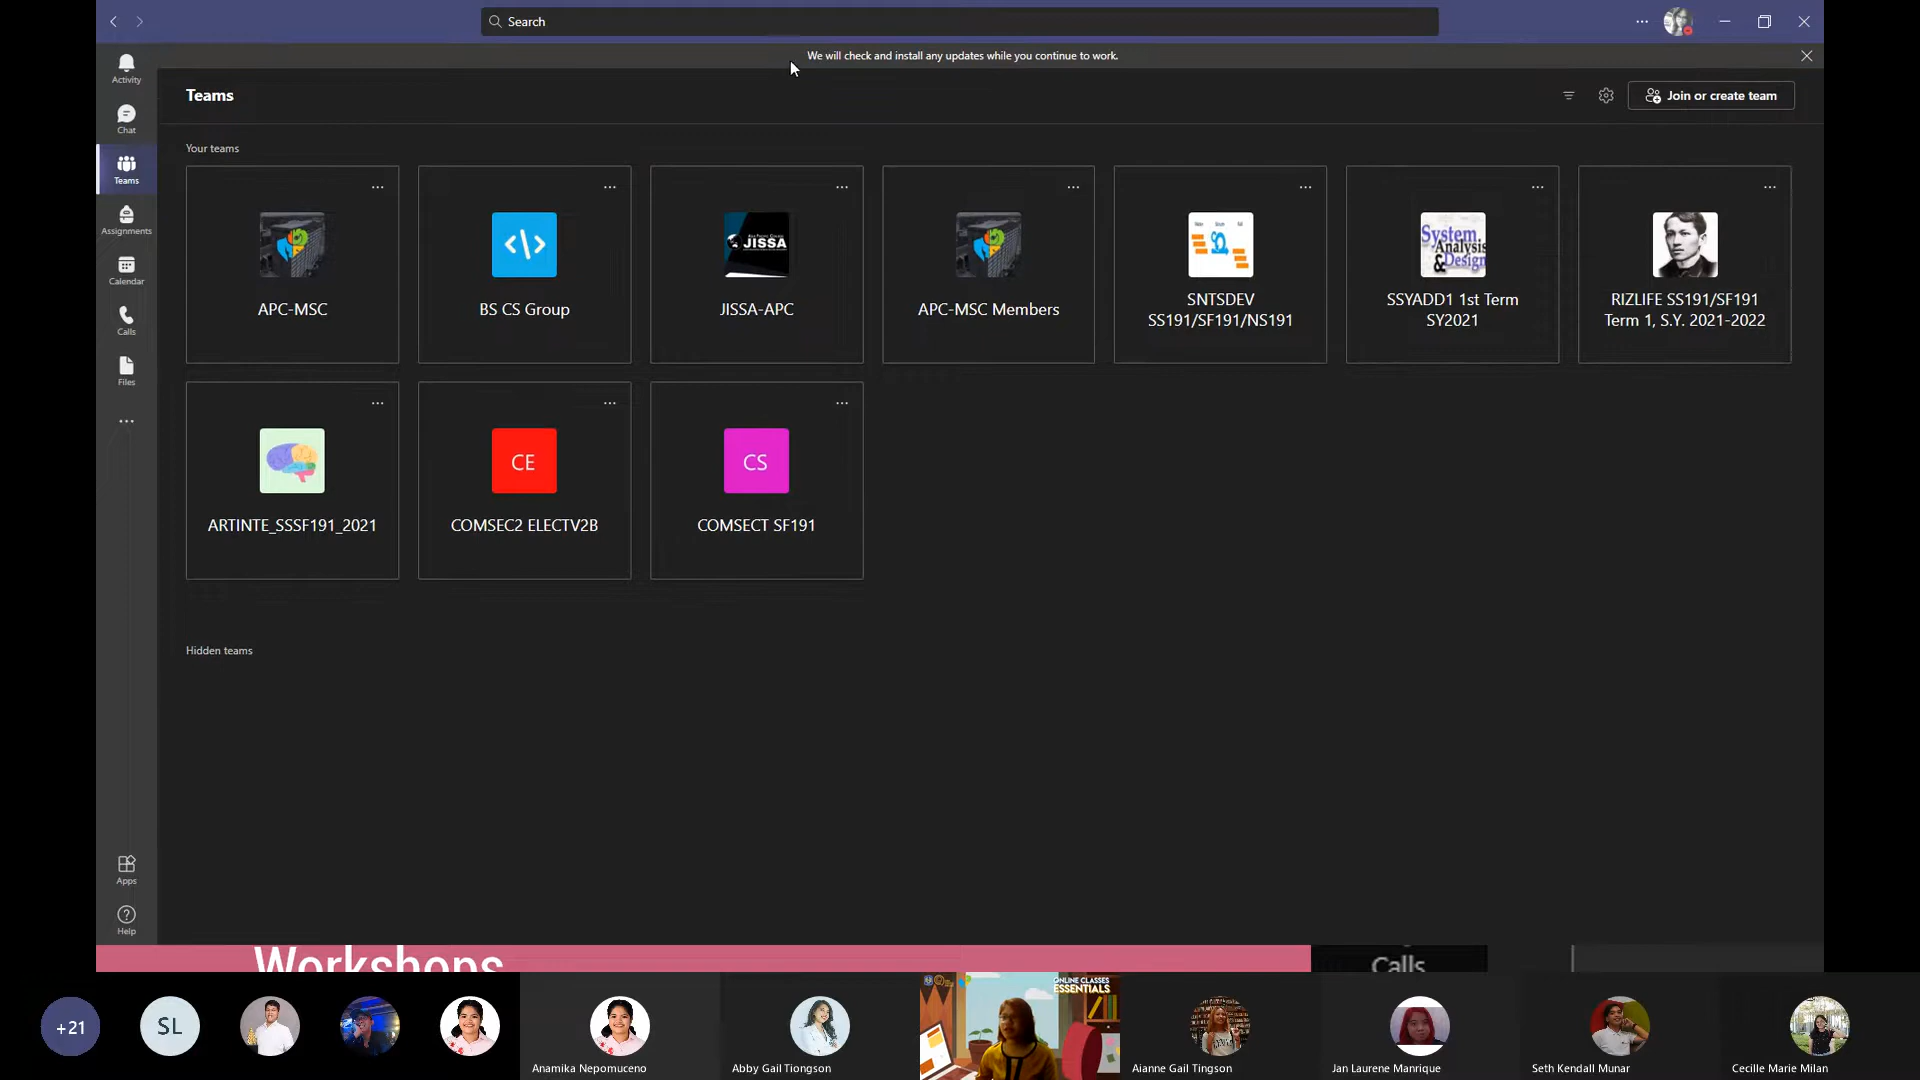 Search
We will check and install any updates while you continue to work.
Activity
Chat
Teams
Assignments
Calendar
Calls
Files
Apps
Help
Teams
Join or create team
Your teams
APC-MSC
BS CS Group
JISSA
JISSA-APC
APC-MSC Members
SNTSDEV
SS191/SF191/NS191
System
Analysis
& Design
SSYADD1 1st Term
SY2021
RIZLIFE SS191/SF191
Term 1, S.Y. 2021-2022
ARTINTE_SSSF191_2021
CE
COMSEC2 ELECTV2B
CS
COMSECT SF191
Hidden teams
Workshops
Calls
+21
SL
Anamika Nepomuceno
Abby Gail Tiongson
ONLINE CLASSES
ESSENTIALS
Aianne Gail Tingson
Jan Laurene Manrique
Seth Kendall Munar
Cecille Marie Milan